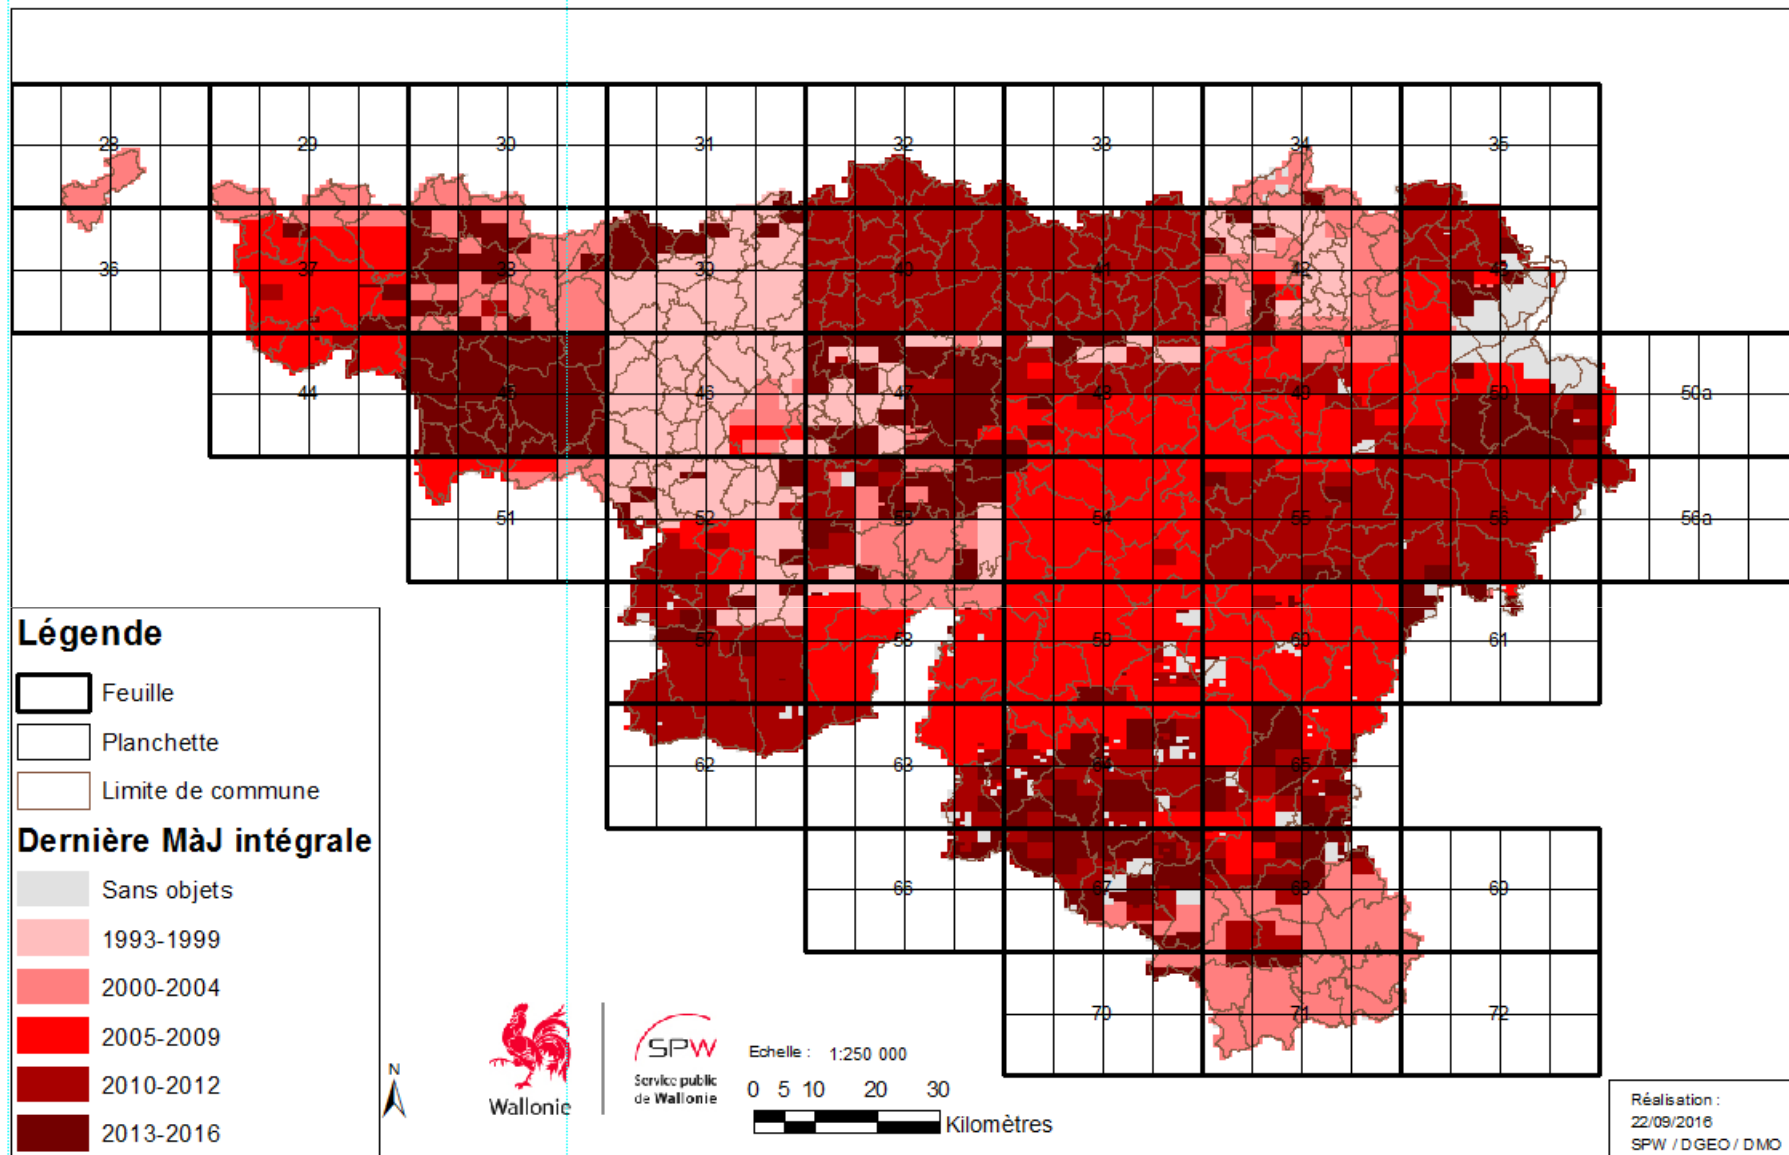 28
29
30
31
32
33
34
35
36
37
38
39
40
41
42
43
44
45
46
47
48
49
50
50a
51
52
53
54
55
56
56a
57
58
59
60
61
62
63
64
65
66
67
68
69
70
71
72
Légende
Feuille
Planchette
Limite de commune
Dernière MàJ intégrale
Sans objets
1993-1999
2000-2004
2005-2009
2010-2012
2013-2016
N
Wallonie
SPW
Service public
de Wallonie
Echelle : 1:250 000
0 5 10 20 30
Kilomètres
Réalisation :
22/09/2016
SPW / DGEO / DMO